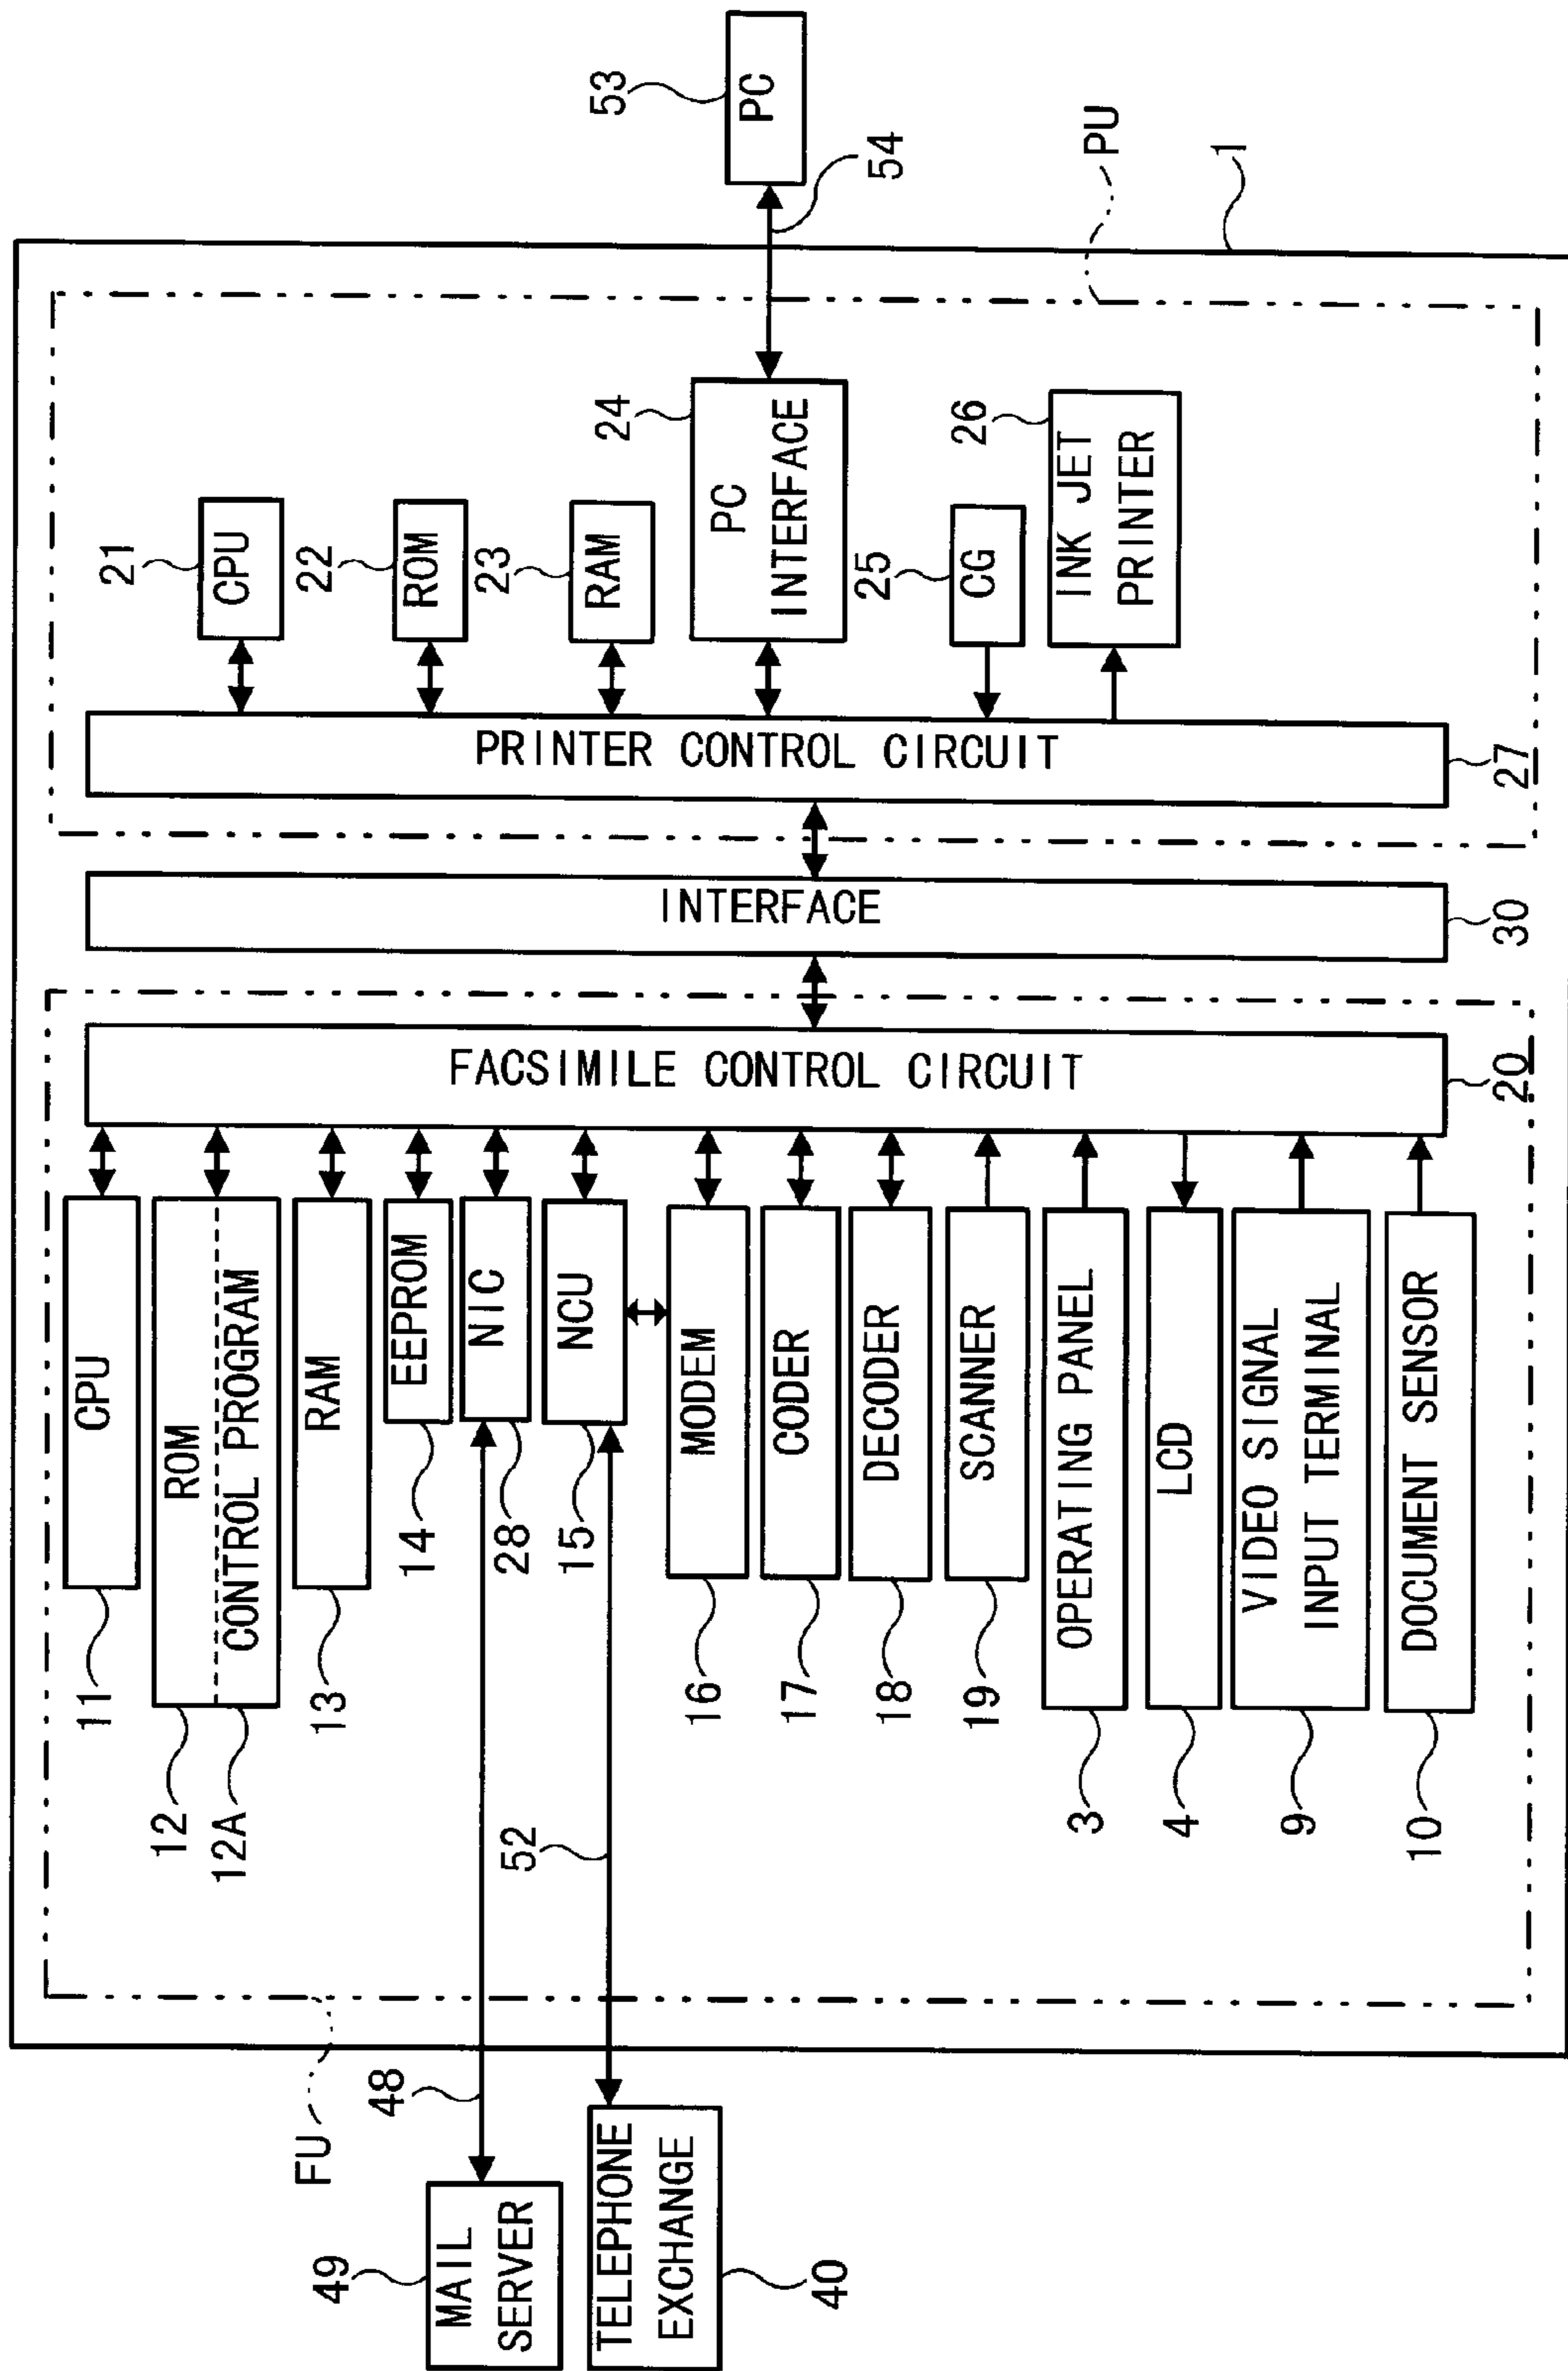 FU
11
CPU
12
ROM
12A
CONTROL PROGRAM
13
RAM
14
EEPROM
28
NIC
15
NCU
49
MAIL
SERVER
48
40
TELEPHONE
EXCHANGE
52
16
MODEM
17
CODER
18
DECODER
19
SCANNER
3
OPERATING PANEL
4
LCD
9
VIDEO SIGNAL
INPUT TERMINAL
10
DOCUMENT SENSOR
FACSIMILE CONTROL CIRCUIT
20
INTERFACE
30
PRINTER CONTROL CIRCUIT
27
21
CPU
22
ROM
23
RAM
24
PC
INTERFACE
25
CG
26
INK JET
PRINTER
53
PC
54
PU
1